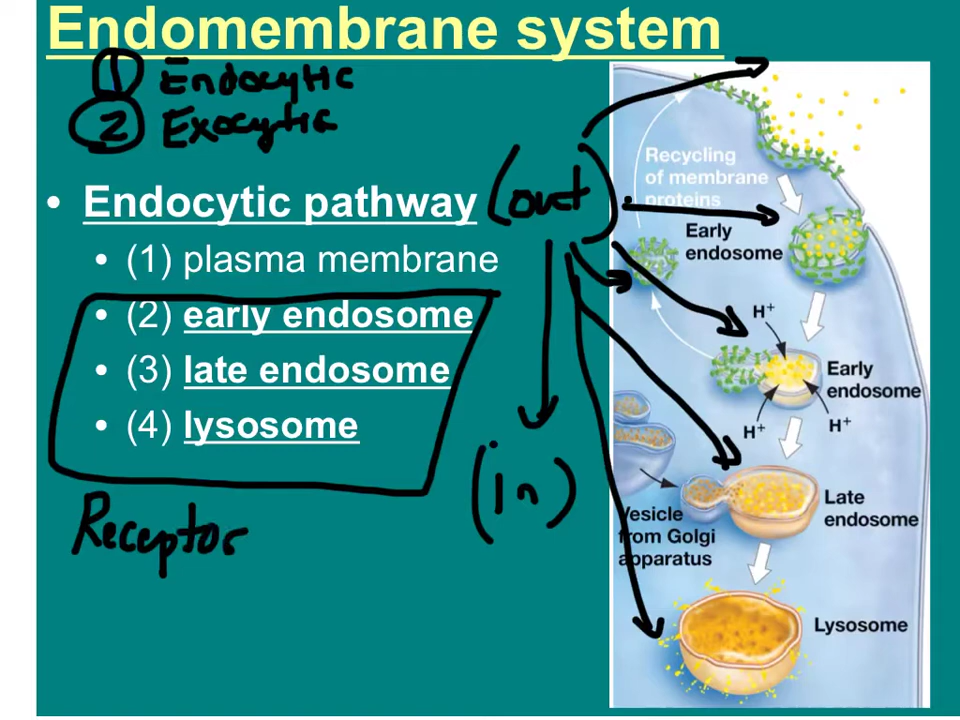 Endomembrane system
1 Endocytic
2 Exocytic
• Endocytic pathway
• (1) plasma membrane
• (2) early endosome
• (3) late endosome
• (4) lysosome
Receptor
(out)
(in)
Recycling
of membrane
proteins
Early
endosome
H+
Early
endosome
H+
H+
Late
endosome
Vesicle
from Golgi
apparatus
Lysosome